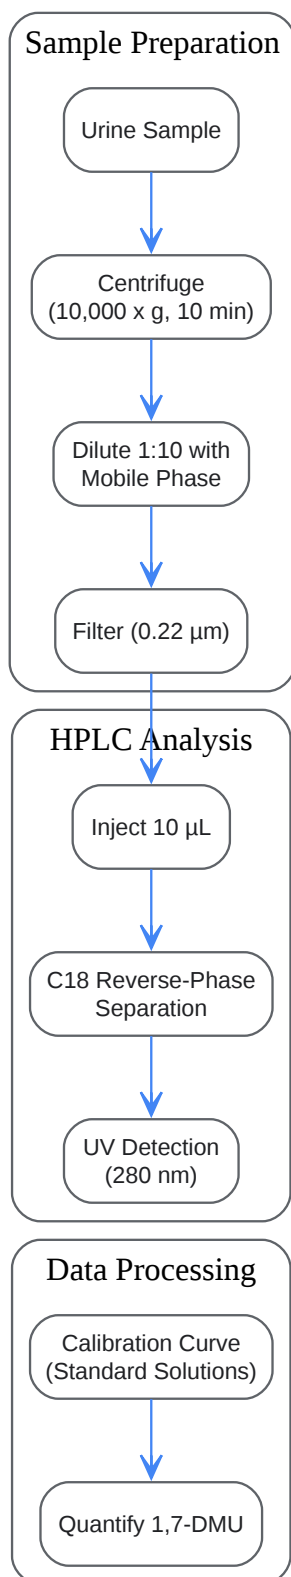 Sample Preparation
Urine Sample
Centrifuge
(10,000 x g, 10 min)
Dilute 1:10 with
Mobile Phase
Filter (0.22 µm)
HPLC Analysis
Inject 10 µL
C18 Reverse-Phase
Separation
UV Detection
(280 nm)
Data Processing
Calibration Curve
(Standard Solutions)
Quantify 1,7-DMU